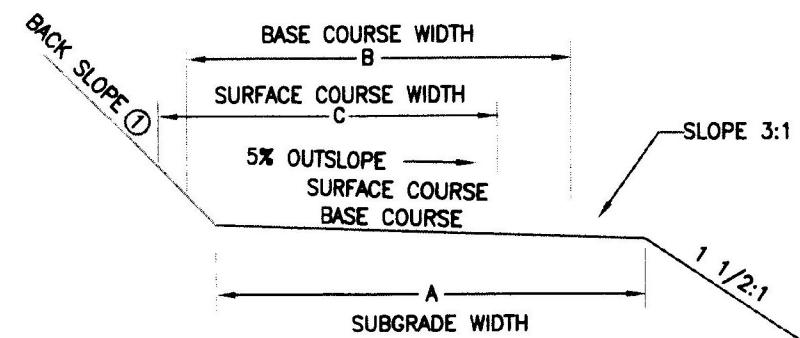 BACK SLOPE ①
BASE COURSE WIDTH
B
SURFACE COURSE WIDTH
C
5% OUTSLOPE
SURFACE COURSE
BASE COURSE
SLOPE 3:1
1 1/2:1
A
SUBGRADE WIDTH